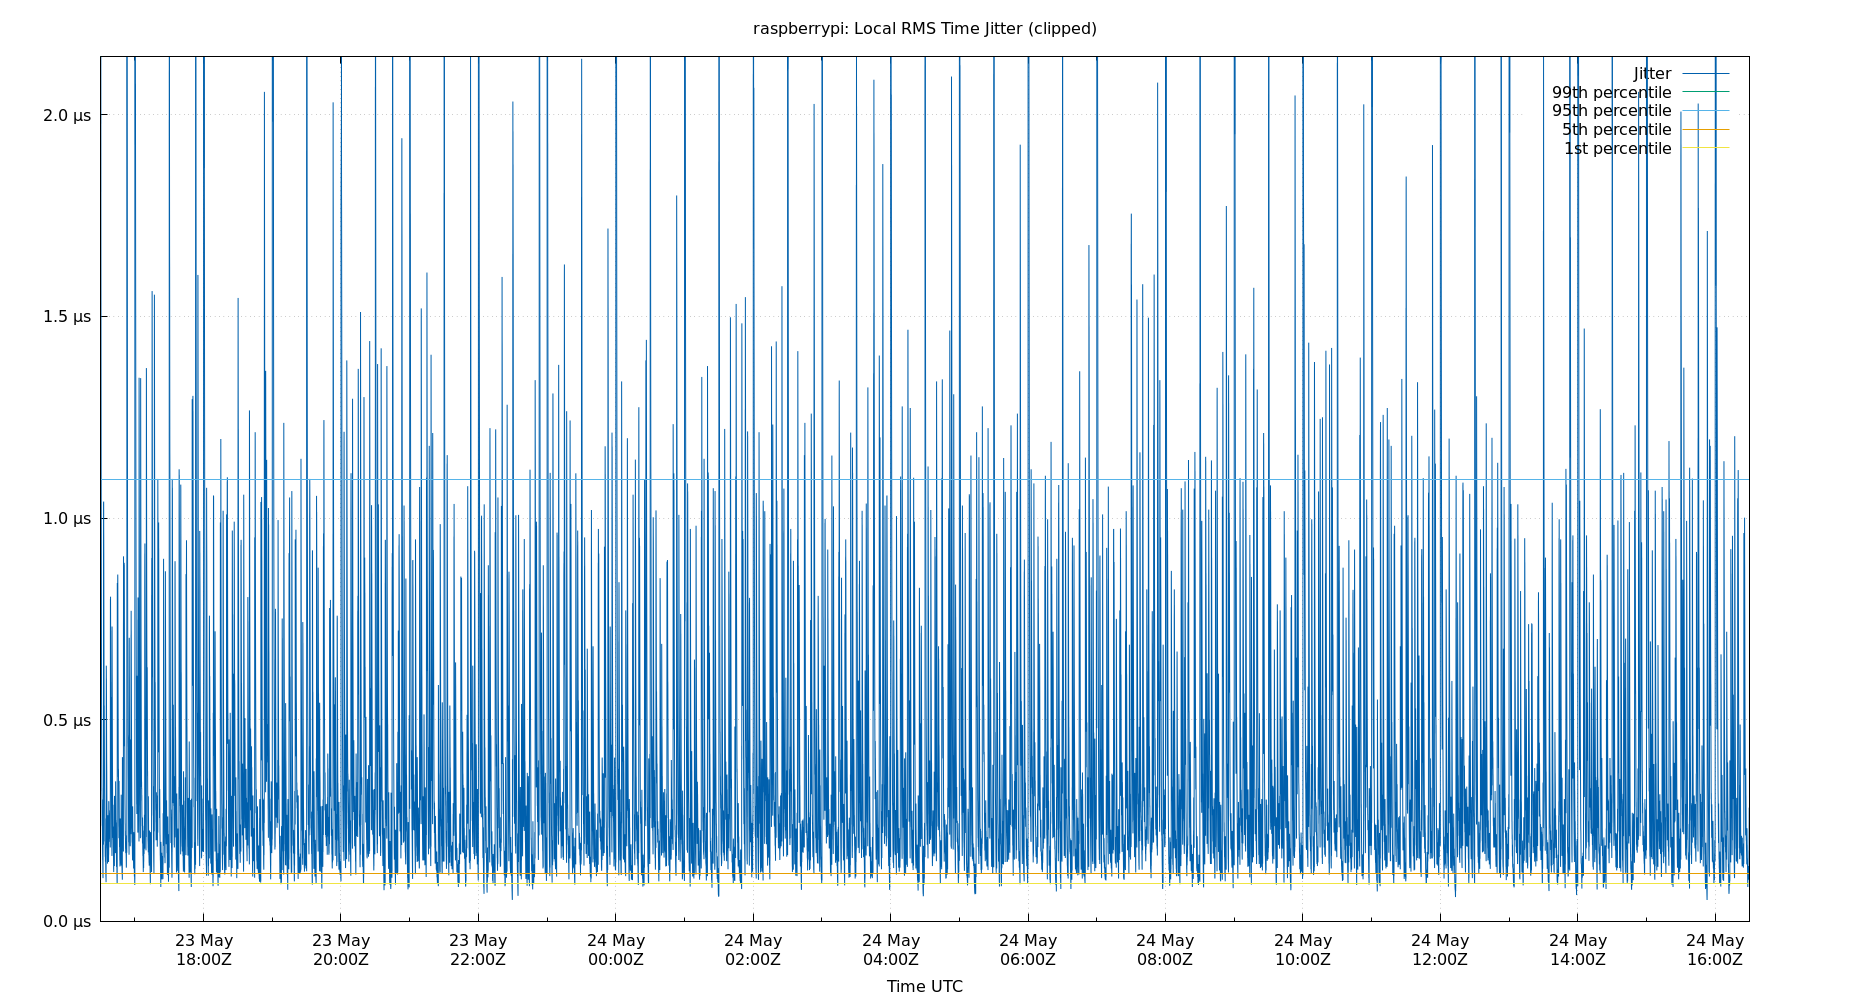 raspberrypi: Local RMS Time Jitter (clipped)
Jitter
99th percentile
95th percentile
5th percentile
1st percentile
2.0 µs
1.5 µs
1.0 µs
0.5 µs
0.0 µs
23 May 23 May 23 May 24 May 24 May 24 May 24 May 24 May 24 May 24 May 24 May 24 May
18:00Z 20:00Z 22:00Z 00:00Z 02:00Z 04:00Z 06:00Z 08:00Z 10:00Z 12:00Z 14:00Z 16:00Z
Time UTC